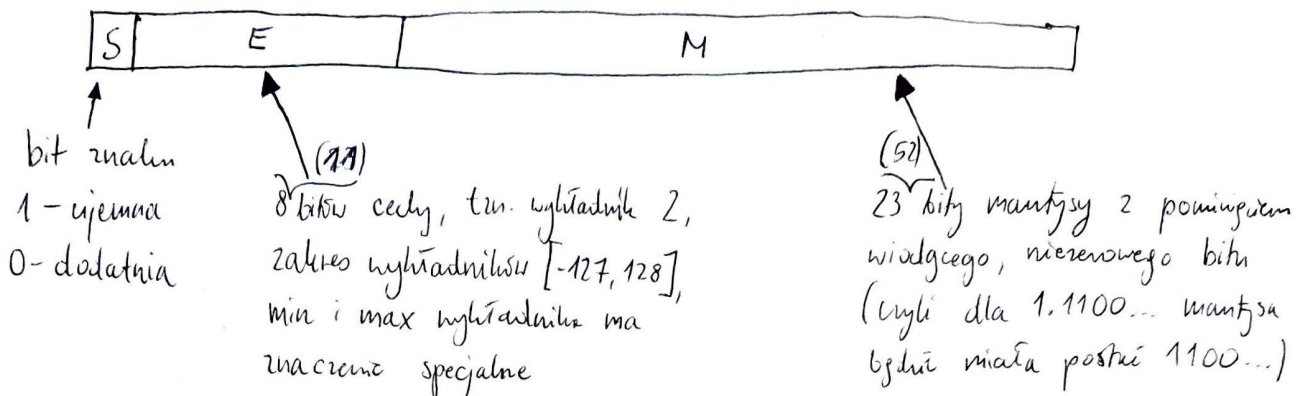 S E M
bit znaku
1 - ujemna
0 - dodatnia
(11)
8 bitów cechy, tzn. wykładnik 2,
zakres wykładników [-127, 128],
min i max wykładnika ma
znaczenie specjalne
(52)
23 bity mantysy z pominięciem
wiodącego, niezerowego bitu
(czyli dla 1.1100... mantysa
będzie miała postać 1100...)